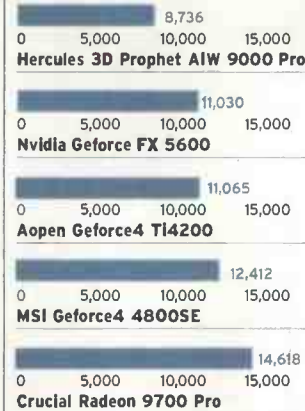 8,736
0 5,000 10,000 15,000
Hercules 3D Prophet AIW 9000 Pro
11,030
0 5,000 10,000 15,000
Nvidia Geforce FX 5600
11,065
0 5,000 10,000 15,000
Aopen Geforce4 Ti4200
12,412
0 5,000 10,000 15,000
MSI Geforce4 4800SE
14,618
0 5,000 10,000 15,000
Crucial Radeon 9700 Pro